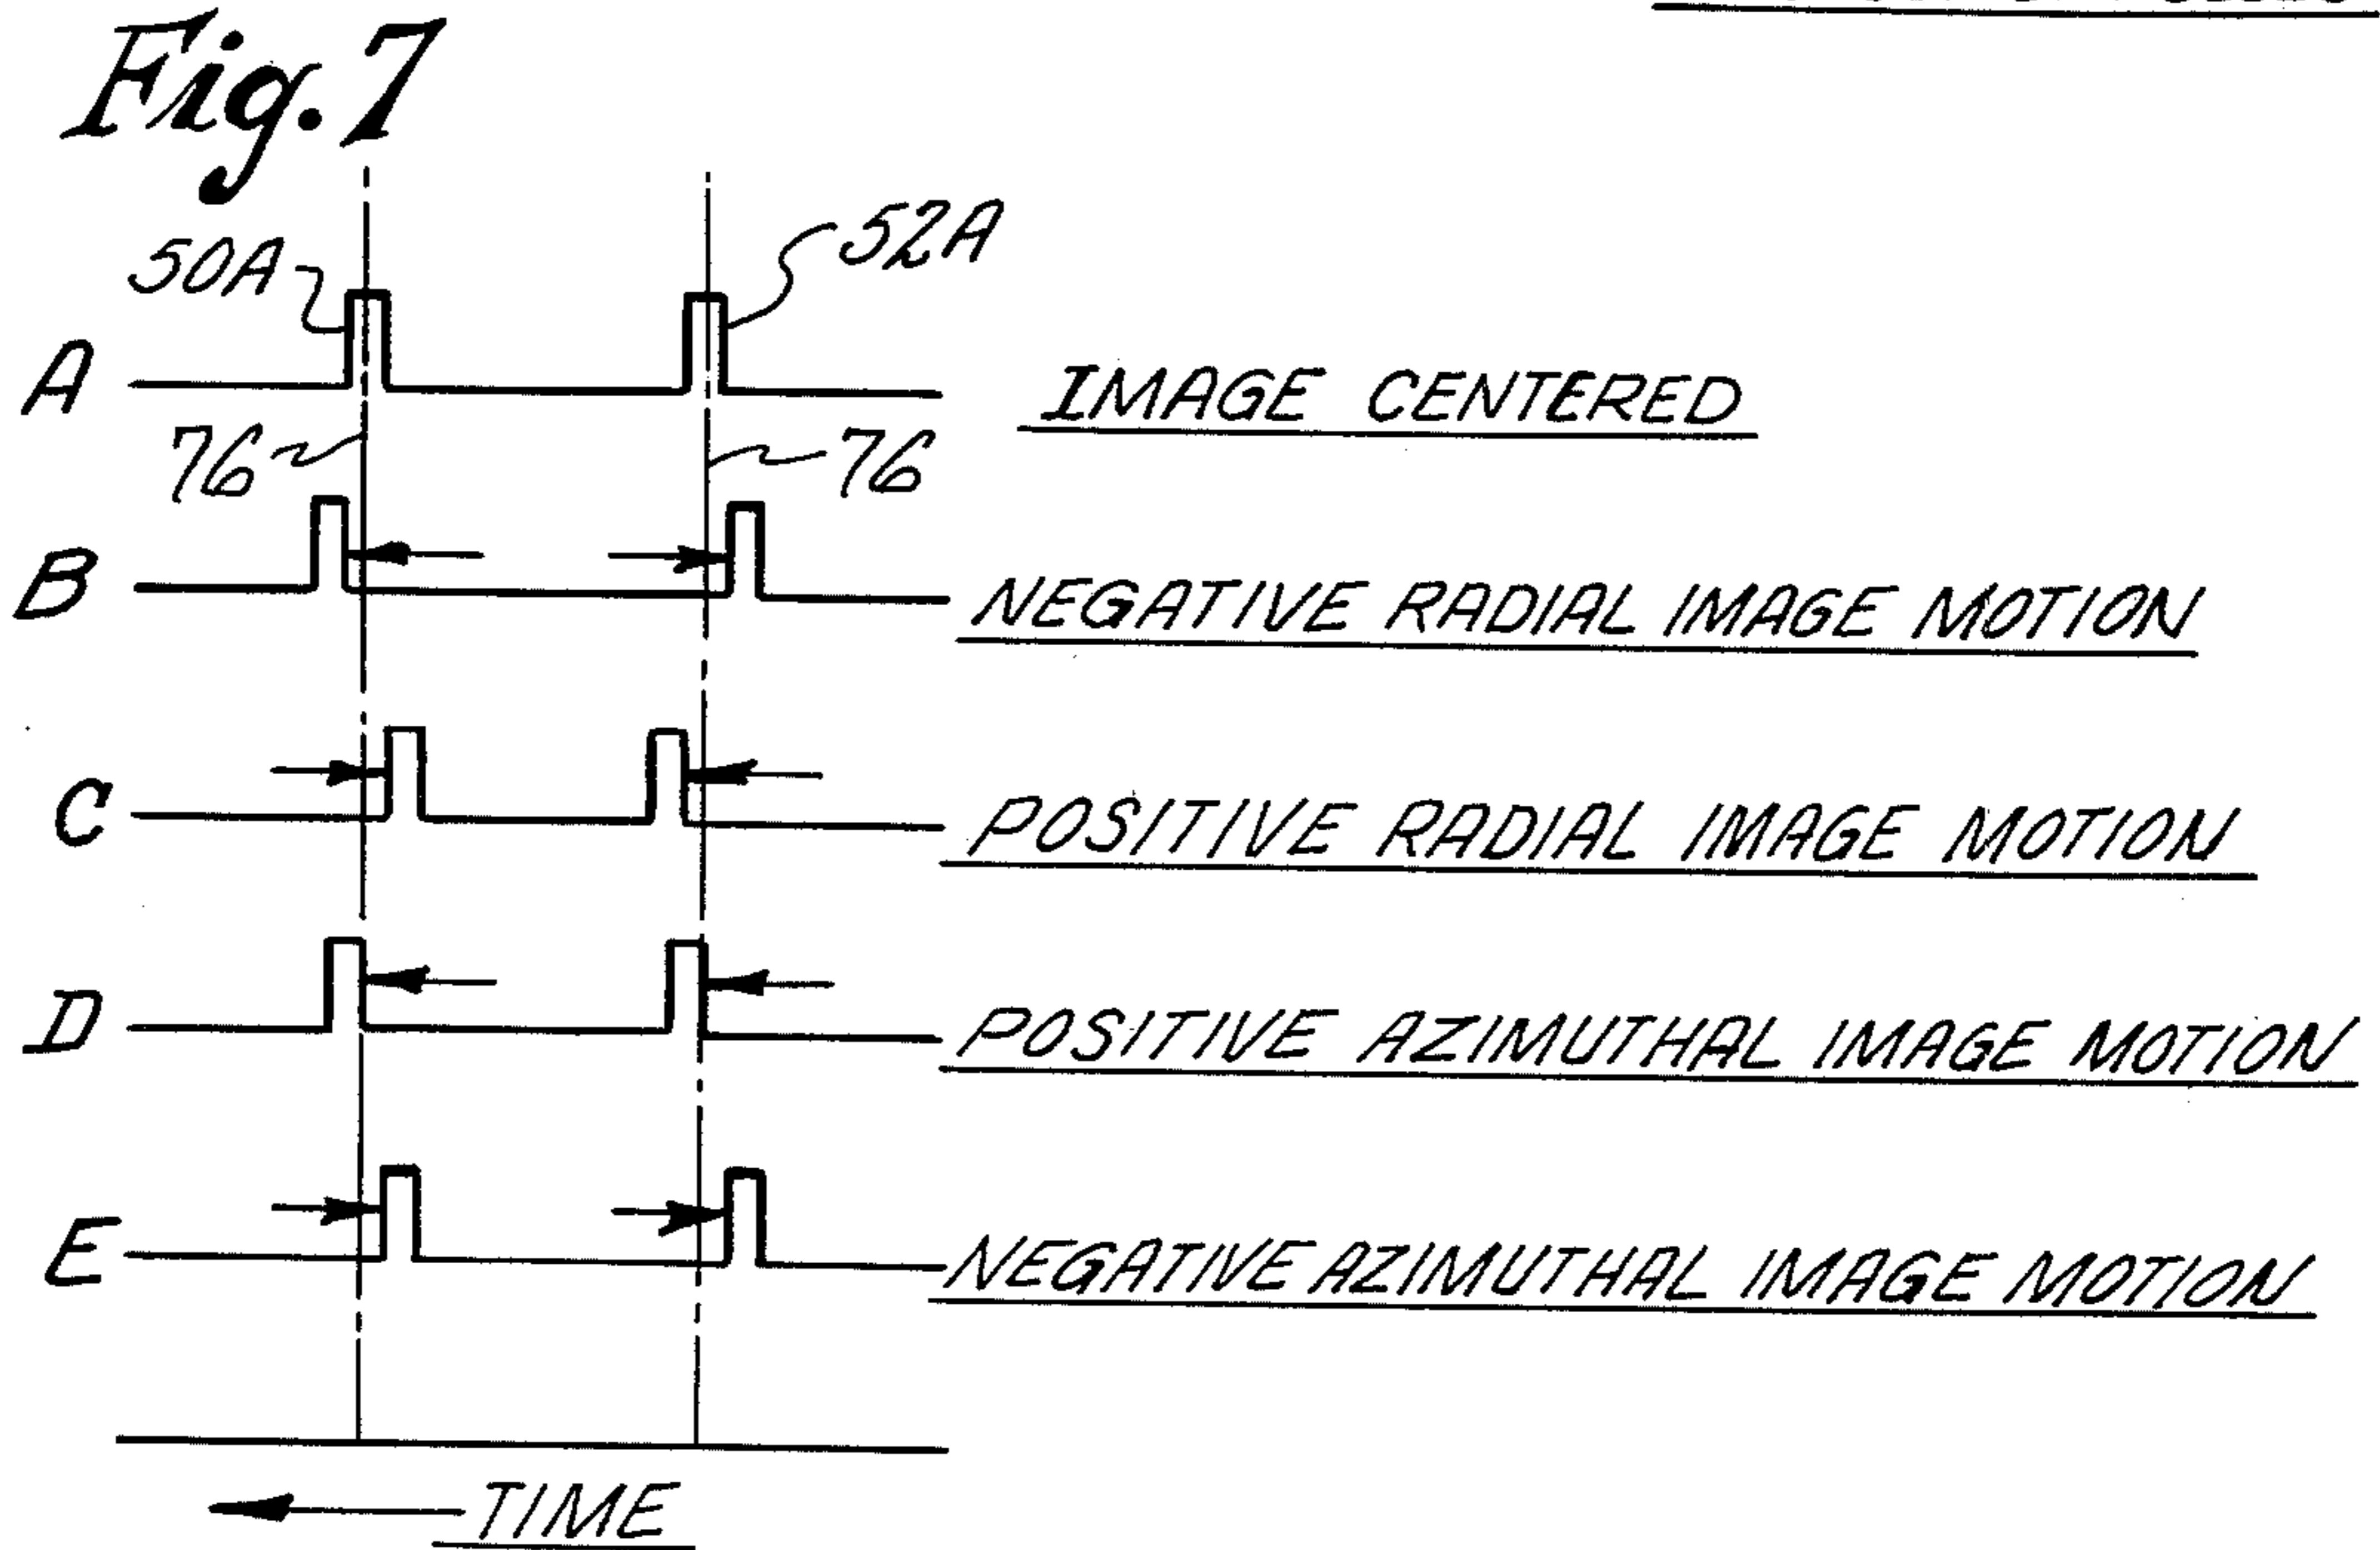 Fig. 7
50A
52A
A
IMAGE CENTERED
76
76
B
NEGATIVE RADIAL IMAGE MOTION
C
POSITIVE RADIAL IMAGE MOTION
D
POSITIVE AZIMUTHAL IMAGE MOTION
E
NEGATIVE AZIMUTHAL IMAGE MOTION
TIME